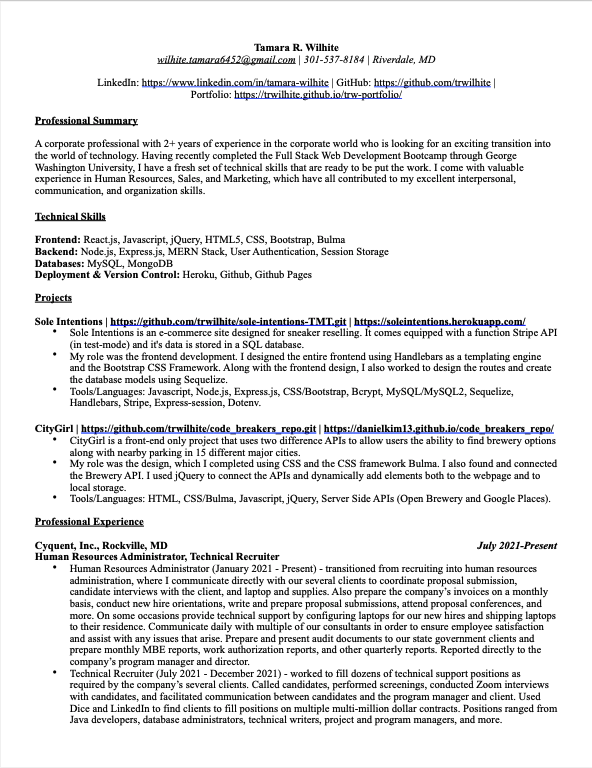 Tamara R. Wilhite
wilhite.tamara6452@gmail.com | 301-537-8184 | Riverdale, MD
LinkedIn: https://www.linkedin.com/in/tamara-wilhite | GitHub: https://github.com/trwilhite |
Portfolio: https://trwilhite.github.io/trw-portfolio/
Professional Summary
A corporate professional with 2+ years of experience in the corporate world who is looking for an exciting transition into
the world of technology. Having recently completed the Full Stack Web Development Bootcamp through George
Washington University, I have a fresh set of technical skills that are ready to be put the work. I come with valuable
experience in Human Resources, Sales, and Marketing, which have all contributed to my excellent interpersonal,
communication, and organization skills.
Technical Skills
Frontend: React.js, Javascript, jQuery, HTML5, CSS, Bootstrap, Bulma
Backend: Node.js, Express.js, MERN Stack, User Authentication, Session Storage
Databases: MySQL, MongoDB
Deployment & Version Control: Heroku, Github, Github Pages
Projects
Sole Intentions | https://github.com/trwilhite/sole-intentions-TMT.git | https://soleintentions.herokuapp.com/
• Sole Intentions is an e-commerce site designed for sneaker reselling. It comes equipped with a function Stripe API
(in test-mode) and it's data is stored in a SQL database.
• My role was the frontend development. I designed the entire frontend using Handlebars as a templating engine
and the Bootstrap CSS Framework. Along with the frontend design, I also worked to design the routes and create
the database models using Sequelize.
• Tools/Languages: Javascript, Node.js, Express.js, CSS/Bootstrap, Bcrypt, MySQL/MySQL2, Sequelize,
Handlebars, Stripe, Express-session, Dotenv.
CityGirl | https://github.com/trwilhite/code_breakers_repo.git | https://danielkim13.github.io/code_breakers_repo/
• CityGirl is a front-end only project that uses two difference APIs to allow users the ability to find brewery options
along with nearby parking in 15 different major cities.
• My role was the design, which I completed using CSS and the CSS framework Bulma. I also found and connected
the Brewery API. I used jQuery to connect the APIs and dynamically add elements both to the webpage and to
local storage.
• Tools/Languages: HTML, CSS/Bulma, Javascript, jQuery, Server Side APIs (Open Brewery and Google Places).
Professional Experience
Cyquent, Inc., Rockville, MD July 2021-Present
Human Resources Administrator, Technical Recruiter
• Human Resources Administrator (January 2021 - Present) - transitioned from recruiting into human resources
administration, where I communicate directly with our several clients to coordinate proposal submission,
candidate interviews with the client, and laptop and supplies. Also prepare the company's invoices on a monthly
basis, conduct new hire orientations, write and prepare proposal submissions, attend proposal conferences, and
more. On some occasions provide technical support by configuring laptops for our new hires and shipping laptops
to their residence. Communicate daily with multiple of our consultants in order to ensure employee satisfaction
and assist with any issues that arise. Prepare and present audit documents to our state government clients and
prepare monthly MBE reports, work authorization reports, and other quarterly reports. Reported directly to the
company's program manager and director.
• Technical Recruiter (July 2021 - December 2021) - worked to fill dozens of technical support positions as
required by the company's several clients. Called candidates, performed screenings, conducted Zoom interviews
with candidates, and facilitated communication between candidates and the program manager and client. Used
Dice and LinkedIn to find clients to fill positions on multiple multi-million dollar contracts. Positions ranged from
Java developers, database administrators, technical writers, project and program managers, and more.